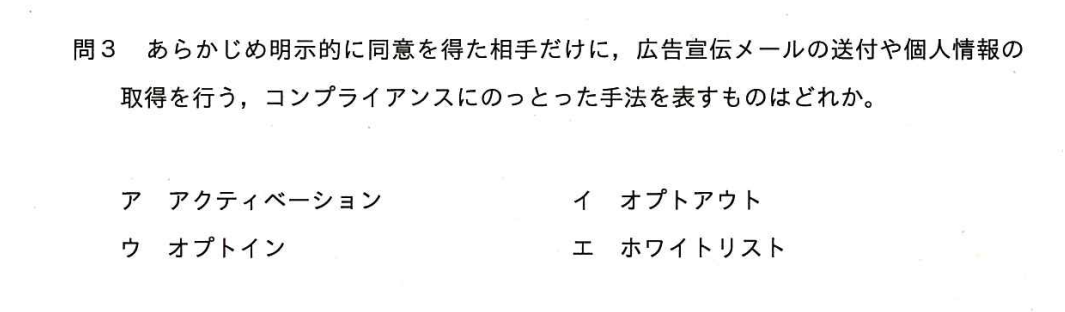 問３　あらかじめ明示的に同意を得た相手だけに，広告宣伝メールの送付や個人情報の
取得を行う，コンプライアンスにのっとった手法を表すものはどれか。
ア　アクティベーション　イ　オプトアウト
ウ　オプトイン　エ　ホワイトリスト